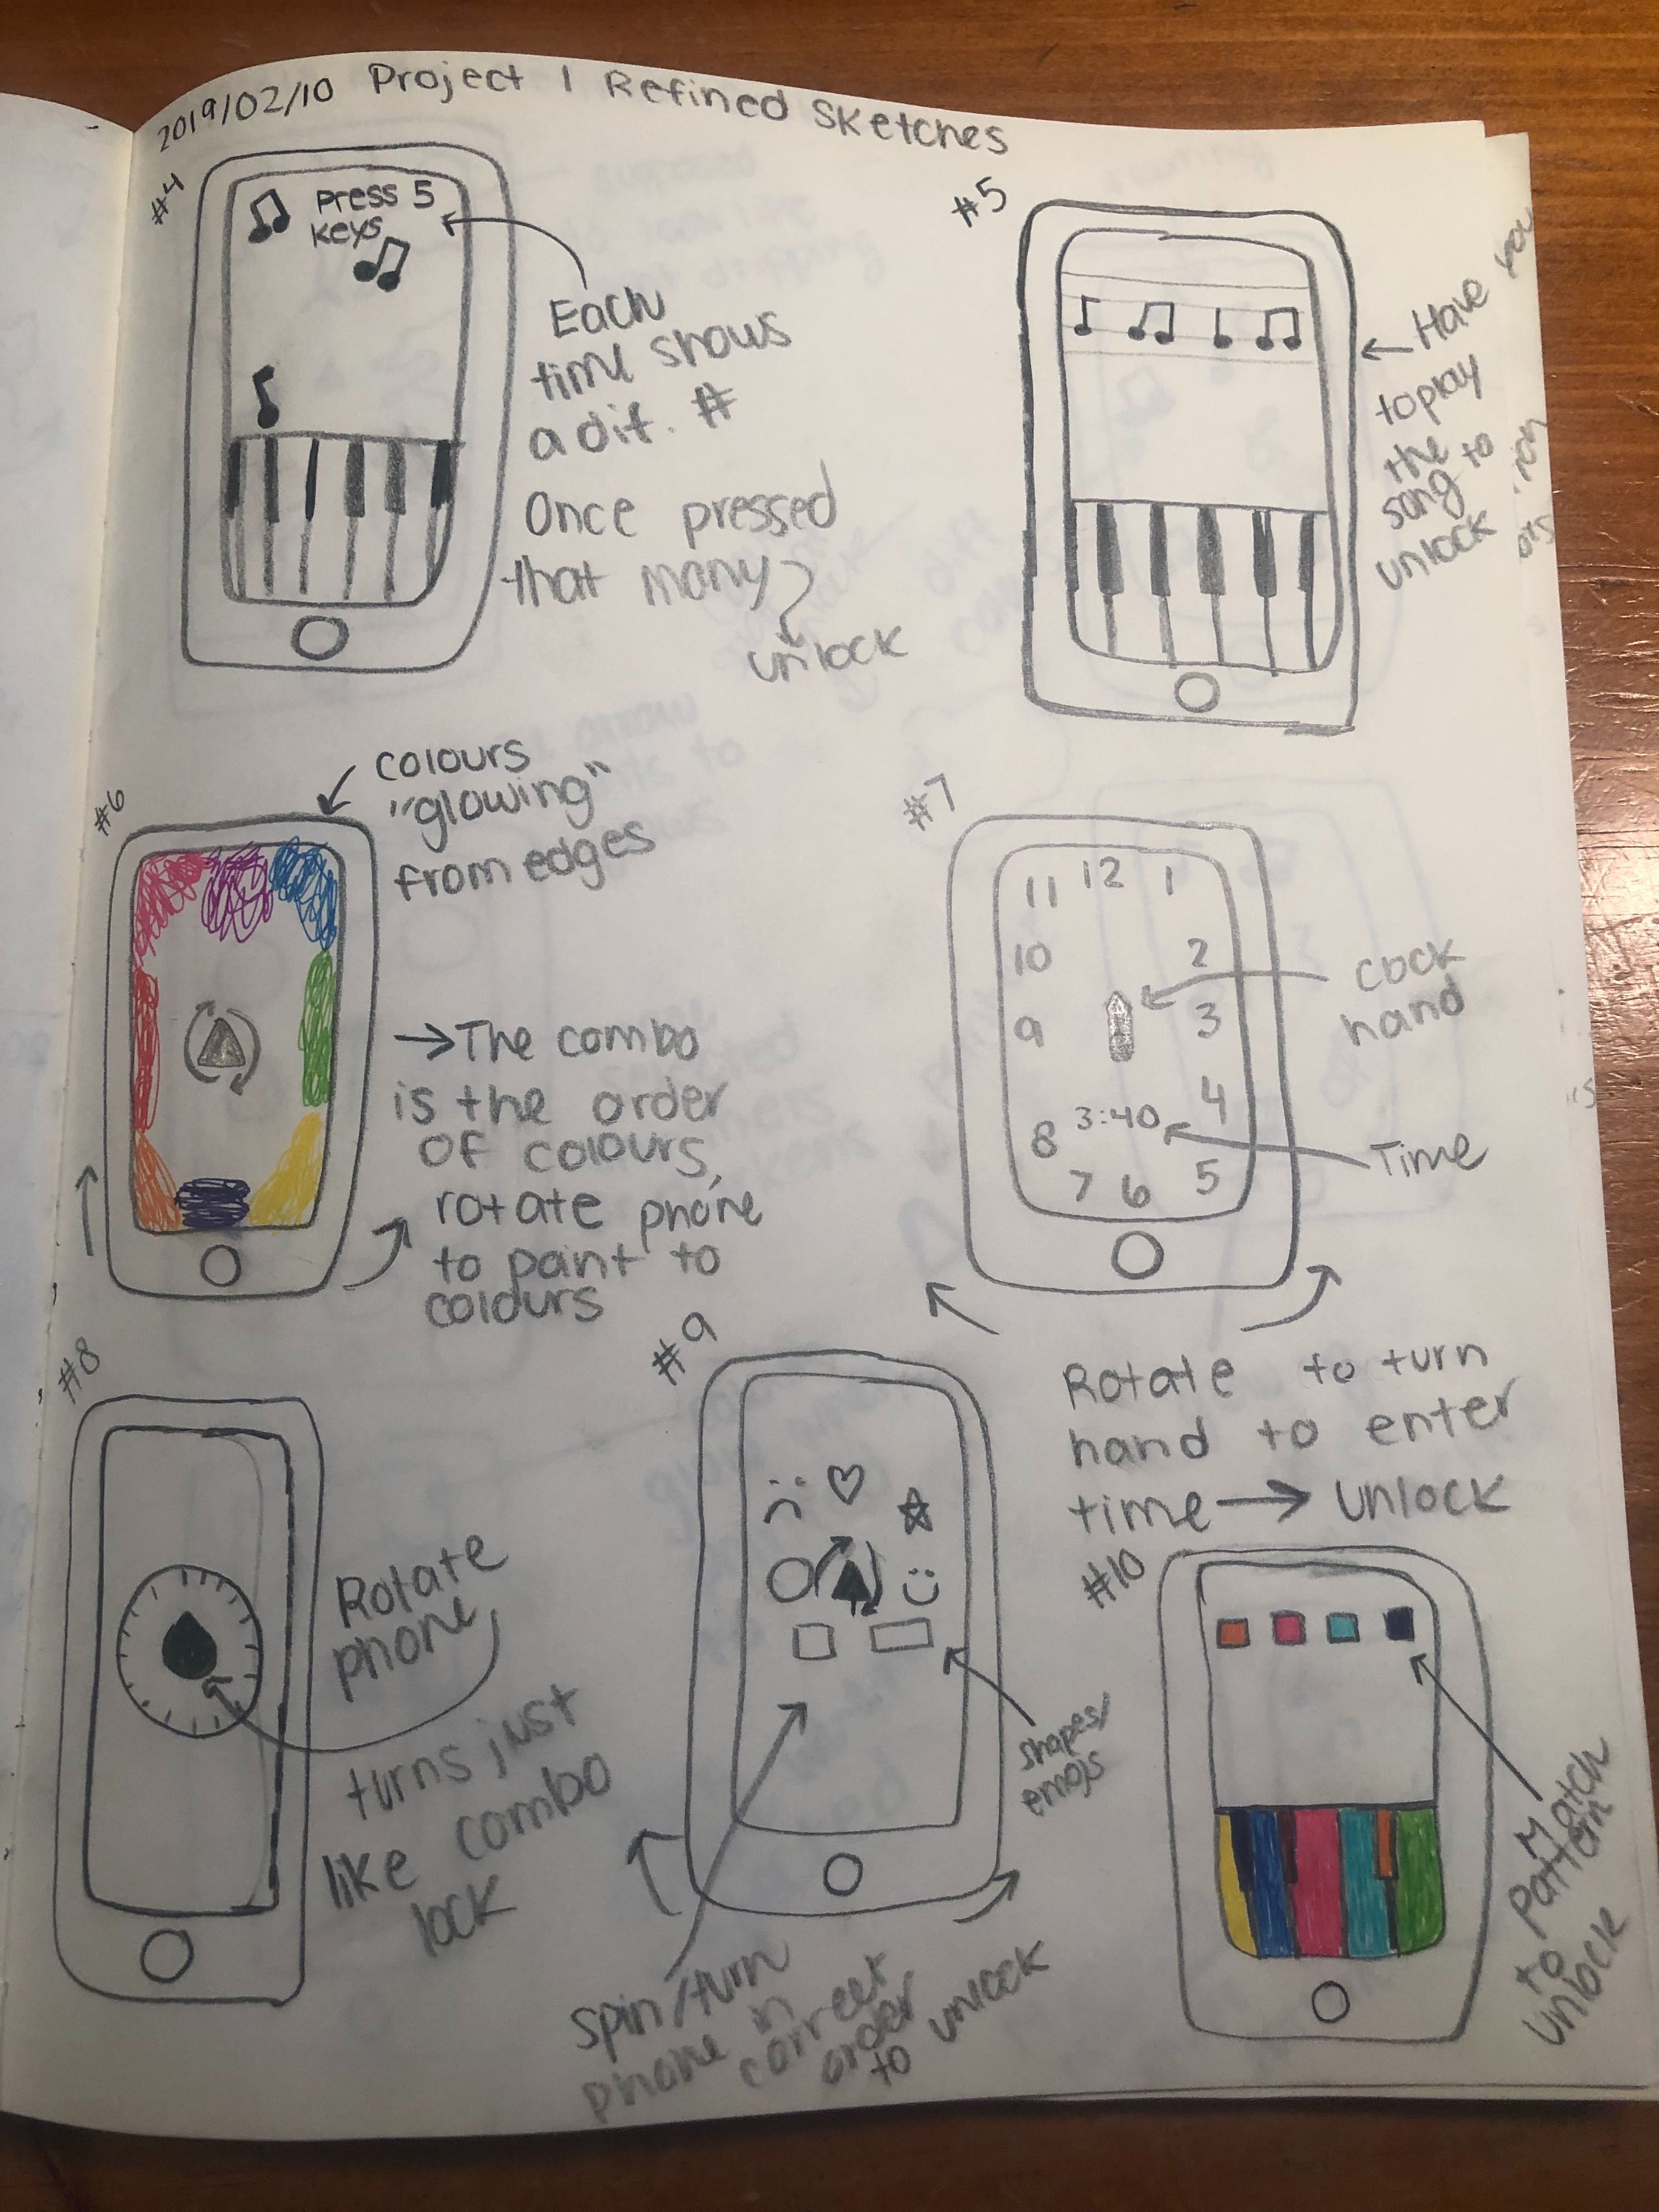 2019/02/10 Project 1 Refined Sketches
#4
Press 5
keys
Each
time shows
a dif. #
Once pressed
that many
unlock
#5
Have
to play
the
song to
unlock
#6
colours
"glowing"
from edges
The combo
is the order
of colours,
rotate phone
to paint to
colours
#7
11 12 1
10 2
9 3
8 3:40 4
7 6 5
clock
hand
Time
Rotate to turn
hand to enter
time → unlock
#8
Rotate
phone
turns just
like combo
lock
#9
shapes/
emojis
spin/turn
phone in
correct
order
to unlock
#10
Match
Pattern
to
unlock